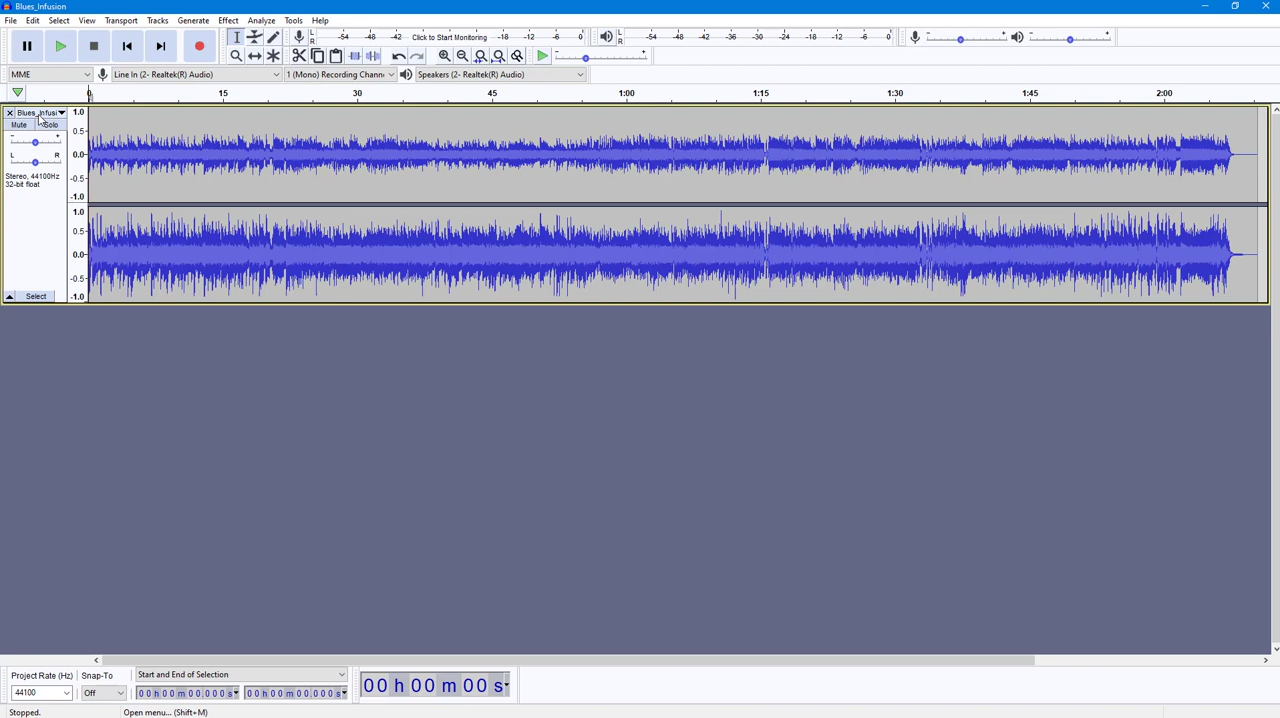 Blues_Infusion
File Edit Select View Transport Tracks Generate Effect Analyze Tools Help
L R -54 -48 -42 Click to Start Monitoring -18 -12 -6 0 L R -54 -48 -42 -36 -30 -24 -18 -12 -6 0 - + - +
- +
MME Line In (2- Realtek(R) Audio) 1 (Mono) Recording Chann Speakers (2- Realtek(R) Audio)
0 15 30 45 1:00 1:15 1:30 1:45 2:00
Blues_Infusi 1.0
Mute Solo
- + 0.5
L R 0.0
Stereo, 44100Hz -0.5
32-bit float
-1.0
1.0
0.5
0.0
-0.5
Select -1.0
Project Rate (Hz) Snap-To Start and End of Selection
44100 Off 00 h 00 m 00.000 s 00 h 00 m 00.000 s 00 h 00 m 00 s
Stopped. Open menu... (Shift+M)